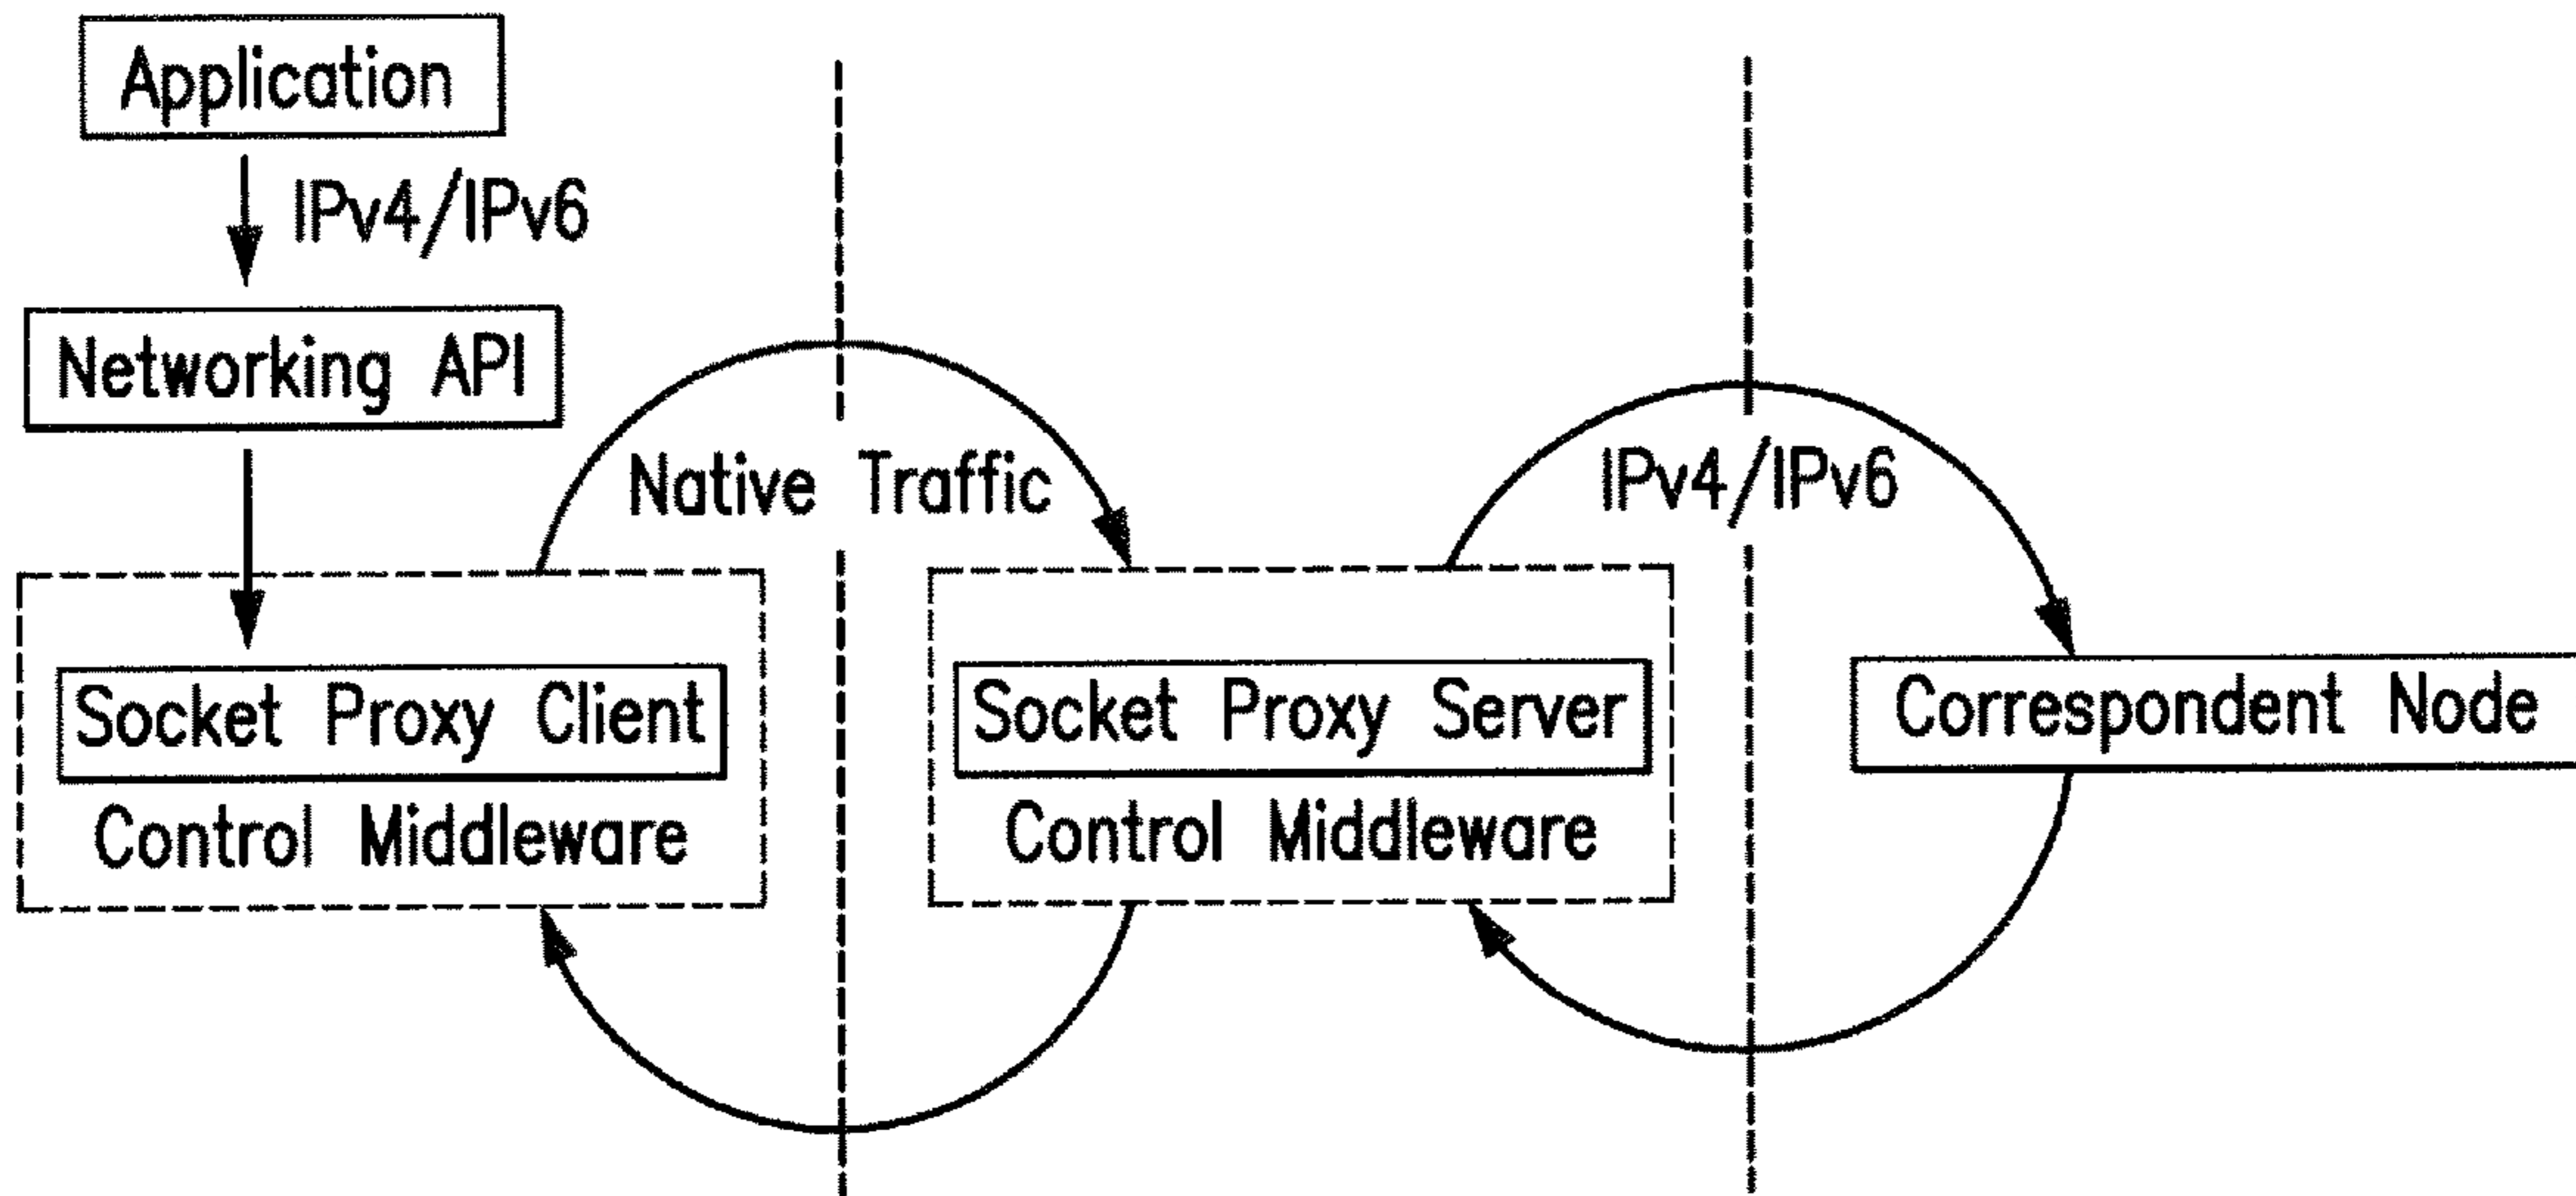 Application
IPv4/IPv6
Networking API
Native Traffic
IPv4/IPv6
Socket Proxy Client
Control Middleware
Socket Proxy Server
Control Middleware
Correspondent Node